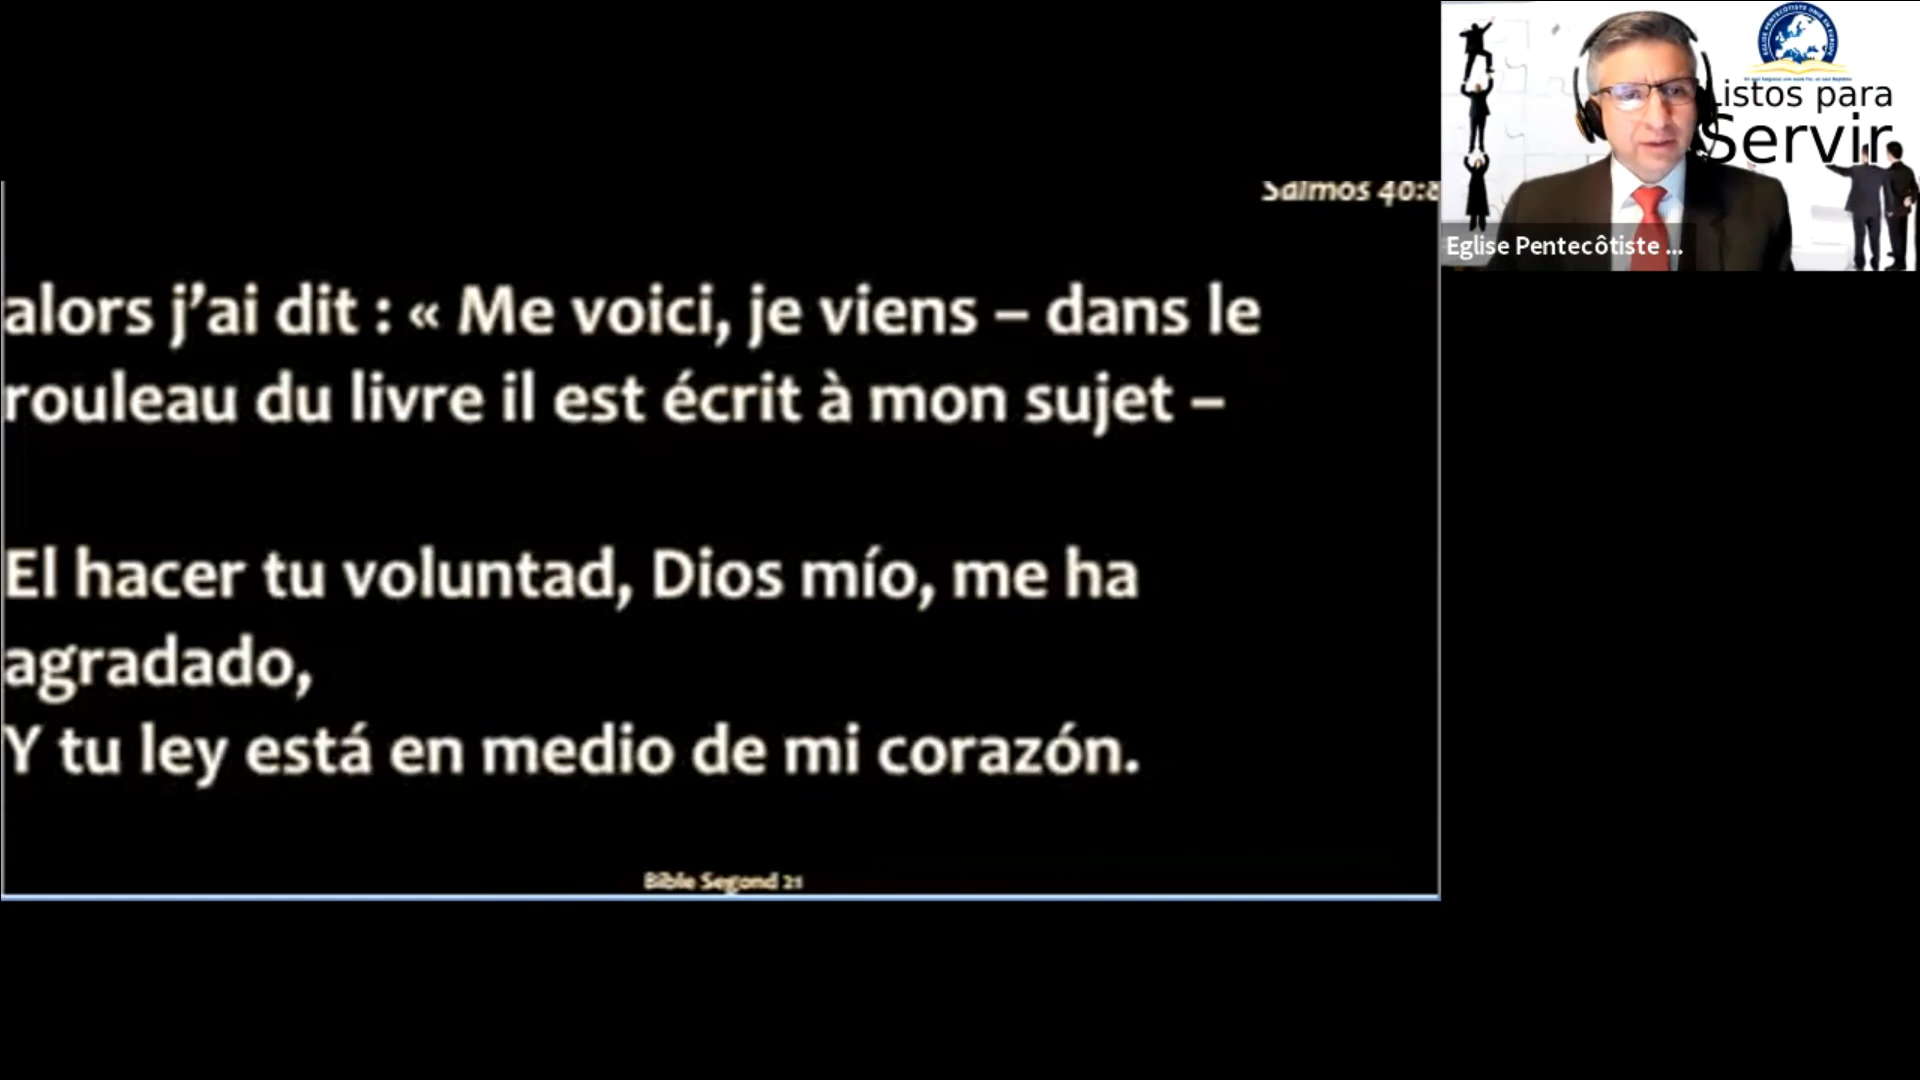 Listos para
Servir
Eglise Pentecôtiste ...
Salmos 40:8
alors j’ai dit : « Me voici, je viens – dans le
rouleau du livre il est écrit à mon sujet –
El hacer tu voluntad, Dios mío, me ha
agradado,
Y tu ley está en medio de mi corazón.
Bible Segond 21